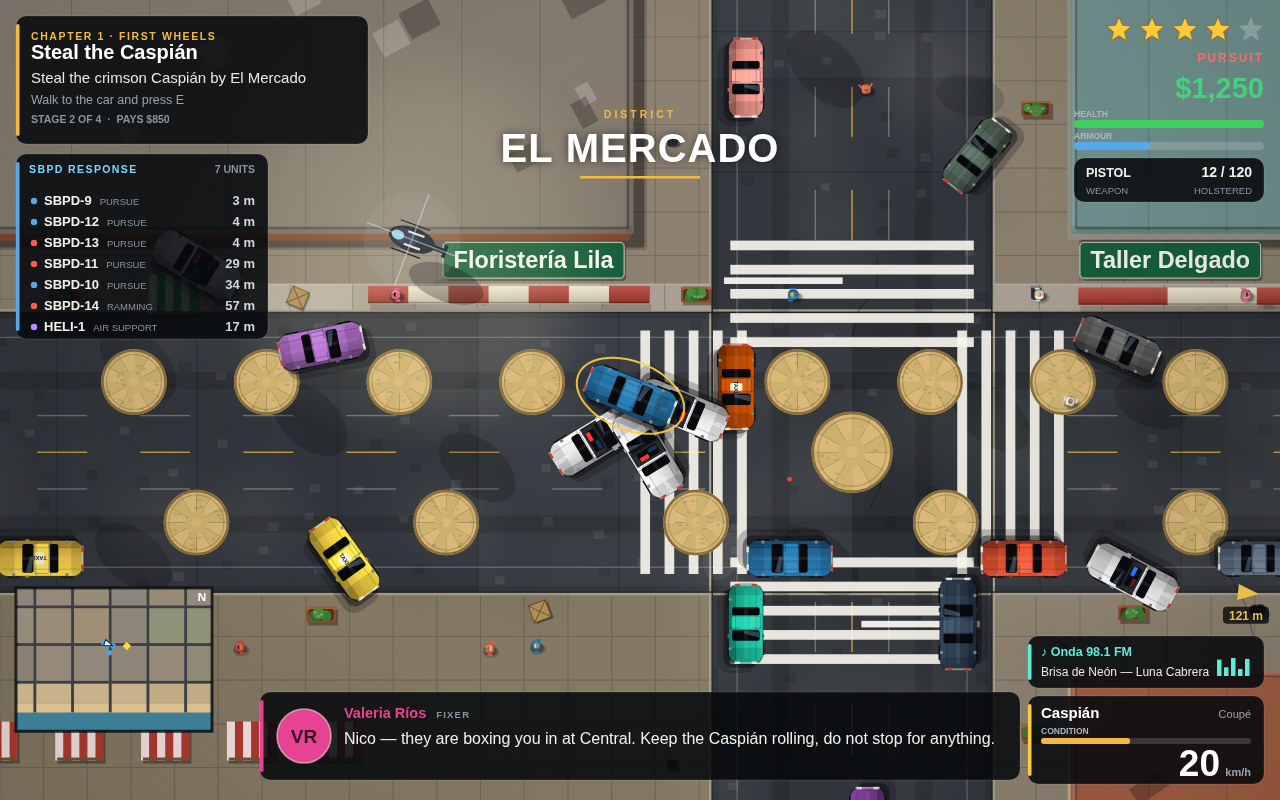 CHAPTER 1 · FIRST WHEELS
Steal the Caspián
Steal the crimson Caspián by El Mercado
Walk to the car and press E
STAGE 2 OF 4 · PAYS $850
SBPD RESPONSE 7 UNITS
SBPD-9 PURSUE 3 m
SBPD-12 PURSUE 4 m
SBPD-13 PURSUE 4 m
SBPD-11 PURSUE 29 m
SBPD-10 PURSUE 34 m
SBPD-14 RAMMING 57 m
HELI-1 AIR SUPPORT 17 m
DISTRICT
EL MERCADO
PURSUIT
$1,250
HEALTH
ARMOUR
PISTOL 12 / 120
WEAPON HOLSTERED
Floristería Lila
Taller Delgado
TAXI
TAXI
TAXI
121 m
N
♪ Onda 98.1 FM
Brisa de Neón — Luna Cabrera
VR
Valeria Ríos FIXER
Nico — they are boxing you in at Central. Keep the Caspián rolling, do not stop for anything.
Caspián Coupé
CONDITION
20 km/h